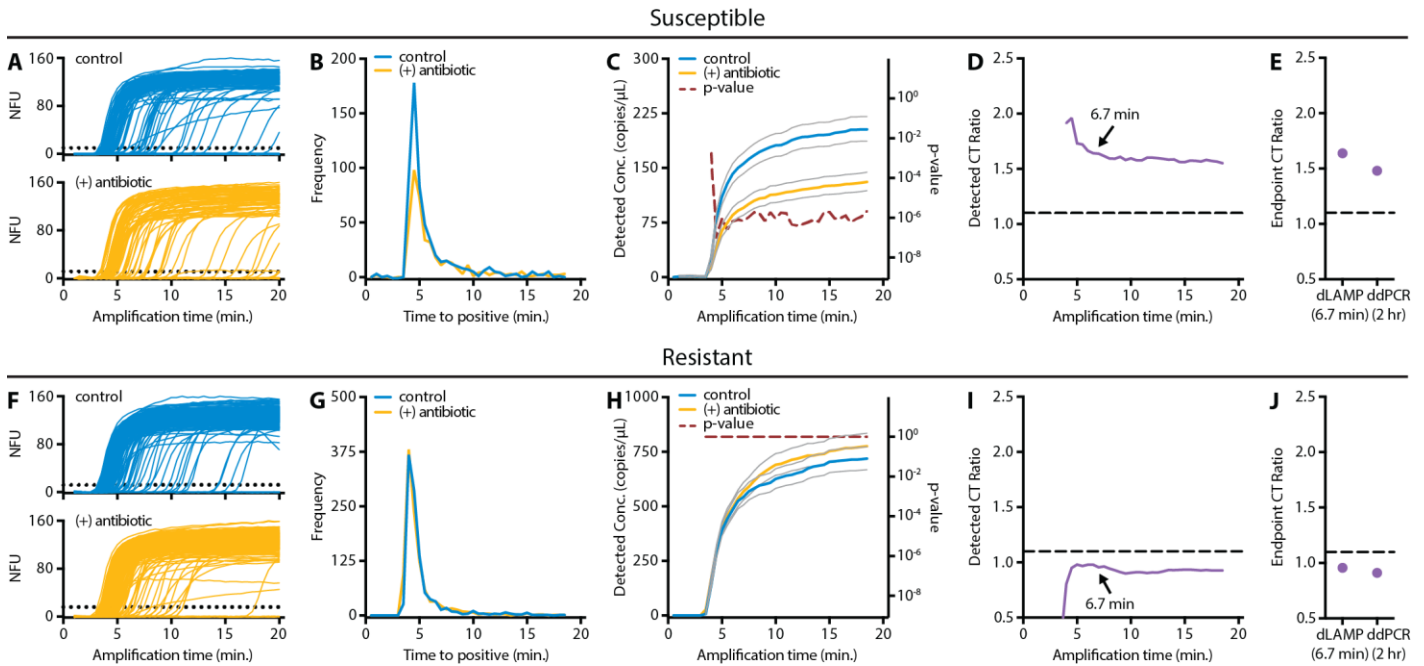 Susceptible
A
control
160
80
0
NFU
(+) antibiotic
160
80
0
NFU
0 5 10 15 20
Amplification time (min.)
B
control
(+) antibiotic
200
150
100
50
0
Frequency
0 5 10 15 20
Time to positive (min.)
C
control
(+) antibiotic
p-value
300
225
150
75
0
Detected Conc. (copies/µL)
10^0
10^-2
10^-4
10^-6
10^-8
p-value
0 5 10 15 20
Amplification time (min.)
D
2.5
2.0
1.5
1.0
0.5
Detected CT Ratio
6.7 min
0 5 10 15 20
Amplification time (min.)
E
2.5
2.0
1.5
1.0
0.5
Endpoint CT Ratio
dLAMP ddPCR
(6.7 min) (2 hr)
Resistant
F
control
160
80
0
NFU
(+) antibiotic
160
80
0
NFU
0 5 10 15 20
Amplification time (min.)
G
control
(+) antibiotic
500
375
250
125
0
Frequency
0 5 10 15 20
Time to positive (min.)
H
control
(+) antibiotic
p-value
1000
750
500
250
0
Detected Conc. (copies/µL)
10^0
10^-2
10^-4
10^-6
10^-8
p-value
0 5 10 15 20
Amplification time (min.)
I
2.5
2.0
1.5
1.0
0.5
Detected CT Ratio
6.7 min
0 5 10 15 20
Amplification time (min.)
J
2.5
2.0
1.5
1.0
0.5
Endpoint CT Ratio
dLAMP ddPCR
(6.7 min) (2 hr)